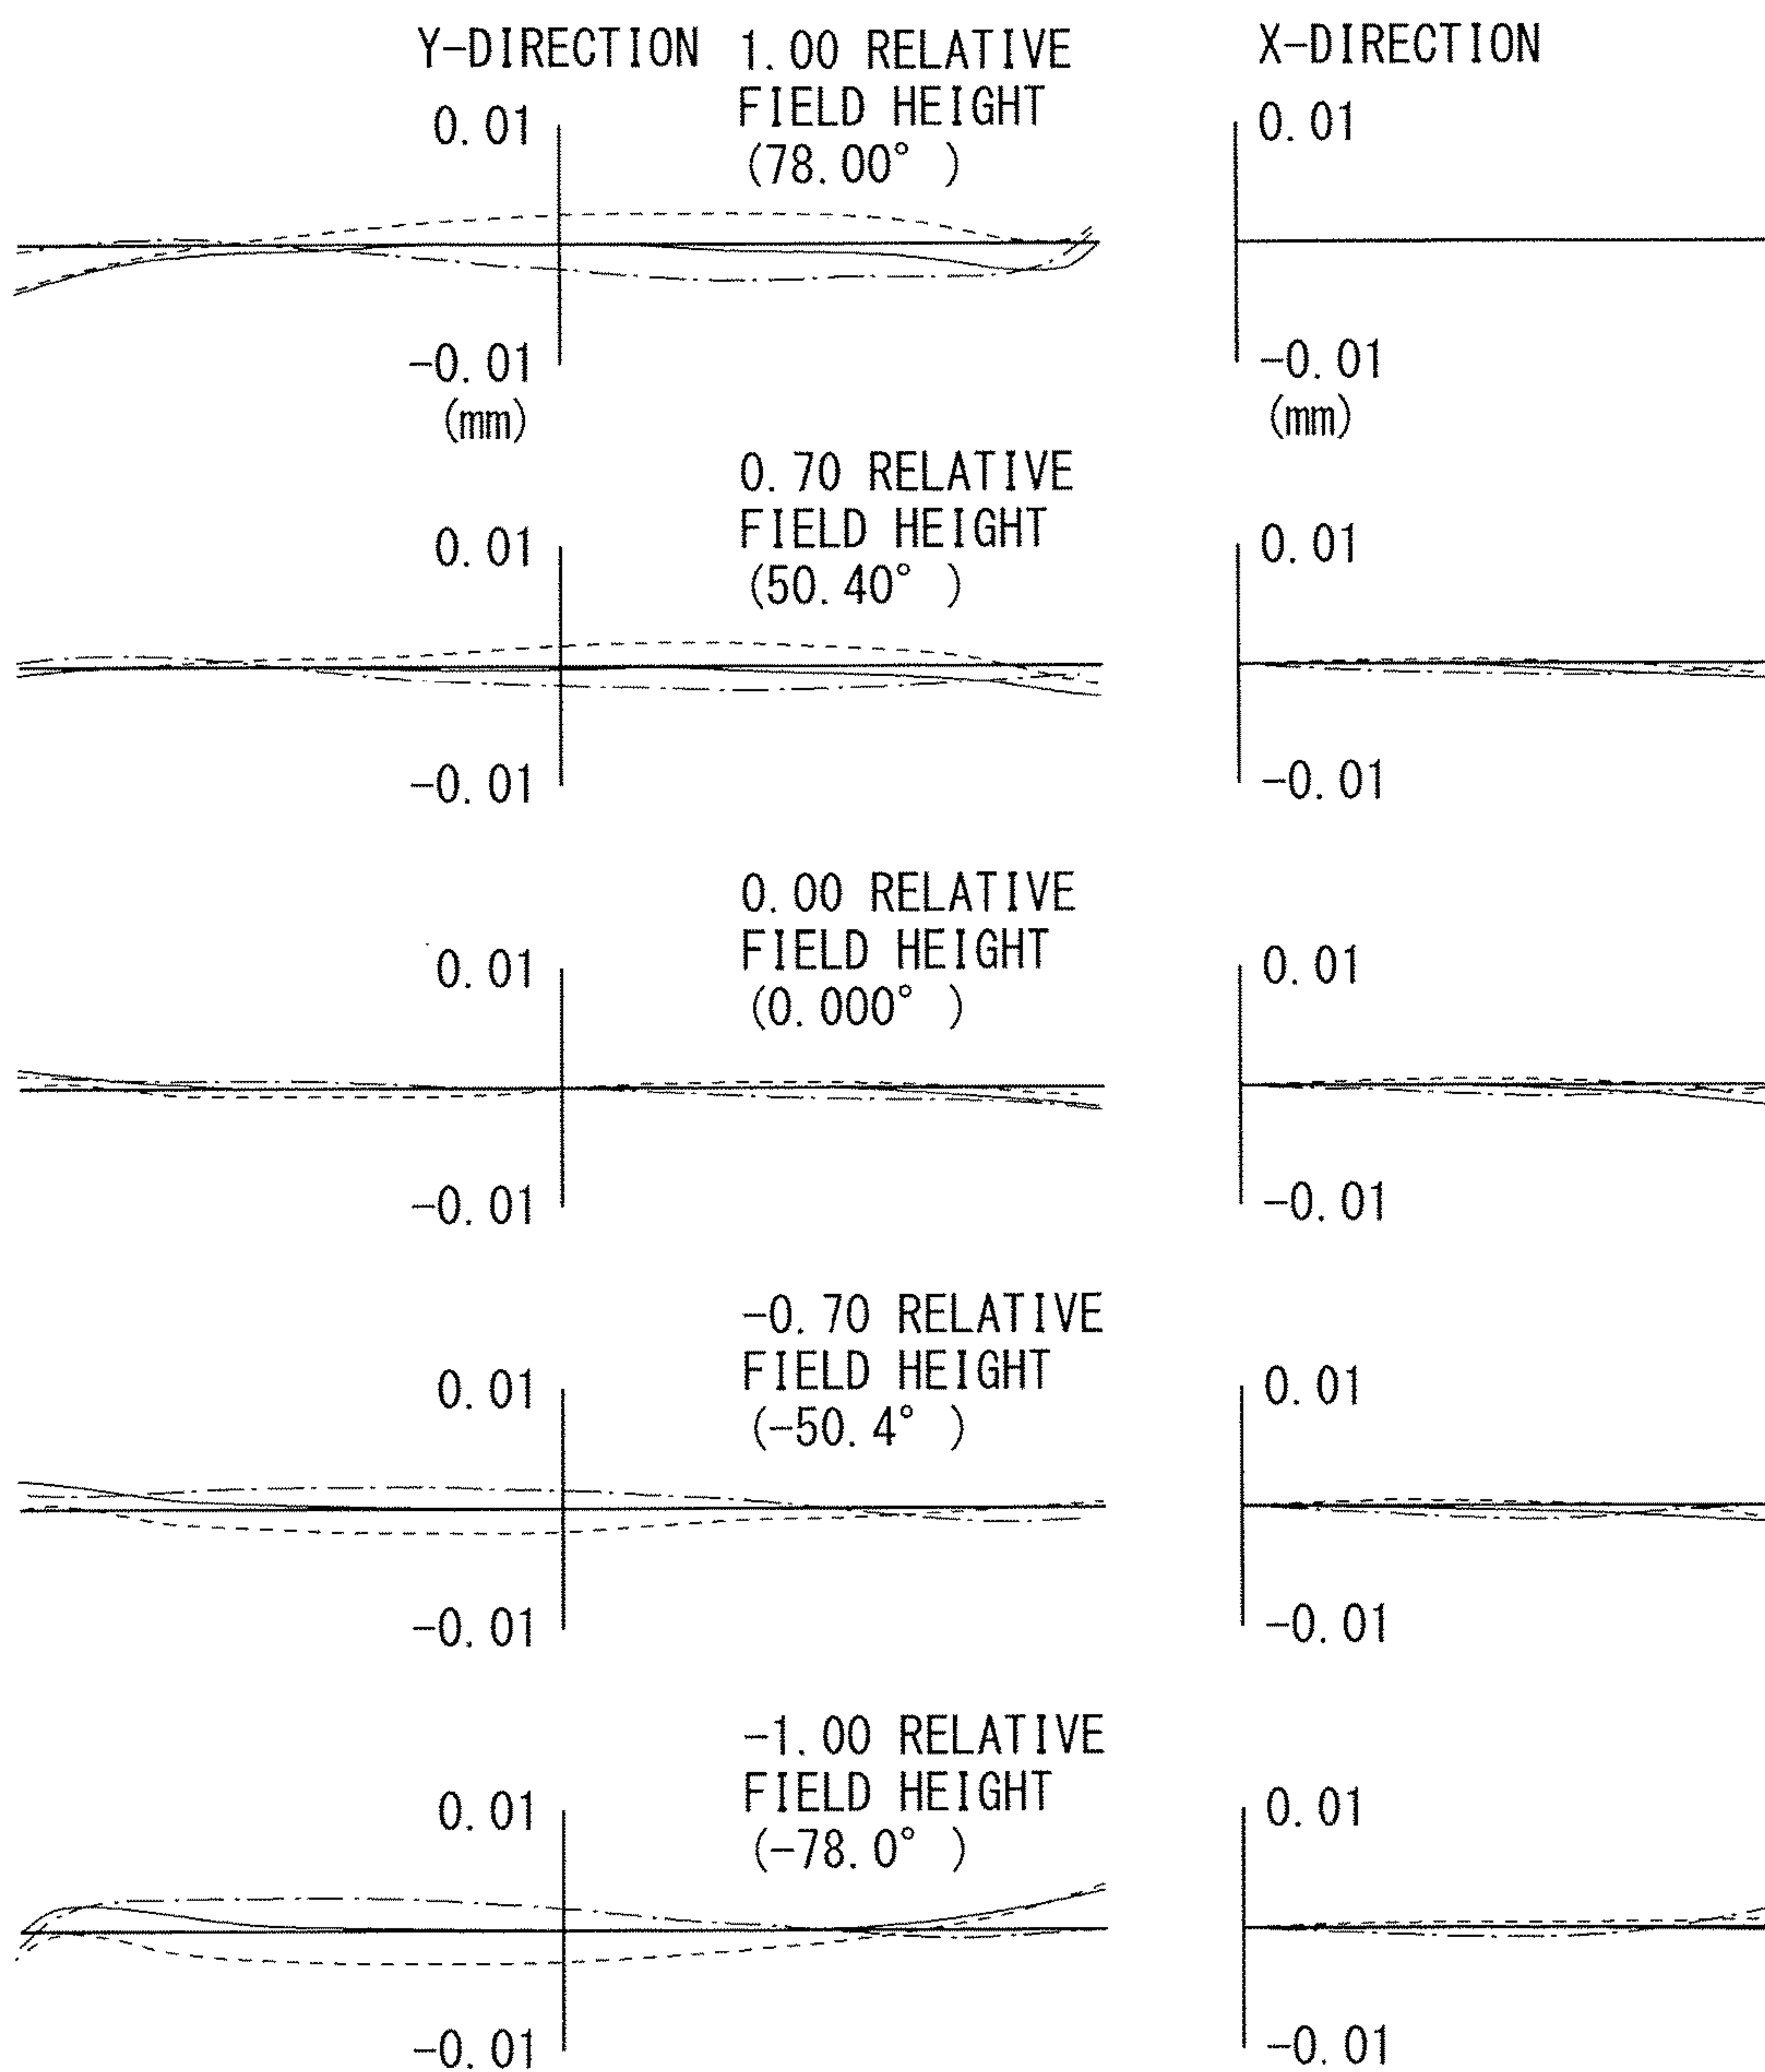 Y-DIRECTION
1.00 RELATIVE
FIELD HEIGHT
(78.00° )
X-DIRECTION
0.01
-0.01
(mm)
0.01
-0.01
(mm)
0.70 RELATIVE
FIELD HEIGHT
(50.40° )
0.01
-0.01
0.01
-0.01
0.00 RELATIVE
FIELD HEIGHT
(0.000° )
0.01
-0.01
0.01
-0.01
-0.70 RELATIVE
FIELD HEIGHT
(-50.4° )
0.01
-0.01
0.01
-0.01
-1.00 RELATIVE
FIELD HEIGHT
(-78.0° )
0.01
-0.01
0.01
-0.01